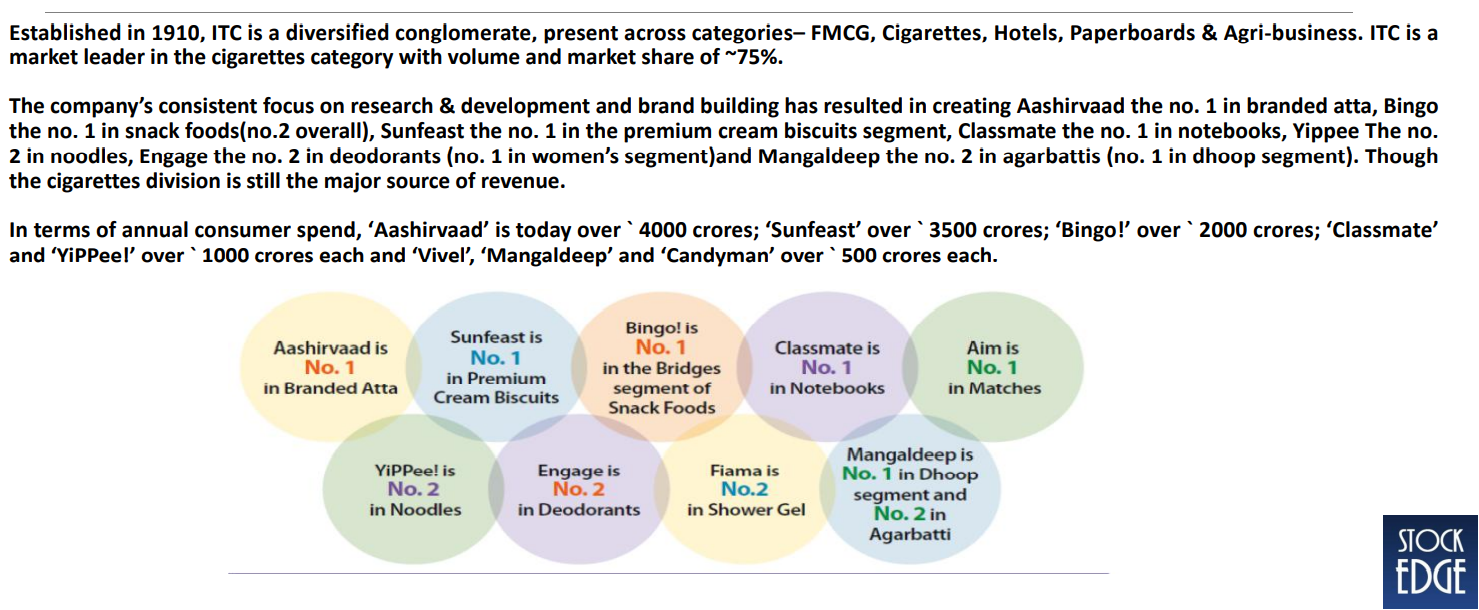 Established in 1910, ITC is a diversified conglomerate, present across categories– FMCG, Cigarettes, Hotels, Paperboards & Agri-business. ITC is a
market leader in the cigarettes category with volume and market share of ~75%.
The company’s consistent focus on research & development and brand building has resulted in creating Aashirvaad the no. 1 in branded atta, Bingo
the no. 1 in snack foods(no.2 overall), Sunfeast the no. 1 in the premium cream biscuits segment, Classmate the no. 1 in notebooks, Yippee The no.
2 in noodles, Engage the no. 2 in deodorants (no. 1 in women’s segment)and Mangaldeep the no. 2 in agarbattis (no. 1 in dhoop segment). Though
the cigarettes division is still the major source of revenue.
In terms of annual consumer spend, ‘Aashirvaad’ is today over ` 4000 crores; ‘Sunfeast’ over ` 3500 crores; ‘Bingo!’ over ` 2000 crores; ‘Classmate’
and ‘YiPPee!’ over ` 1000 crores each and ‘Vivel’, ‘Mangaldeep’ and ‘Candyman’ over ` 500 crores each.
Aashirvaad is
No. 1
in Branded Atta
Sunfeast is
No. 1
in Premium
Cream Biscuits
Bingo! is
No. 1
in the Bridges
segment of
Snack Foods
Classmate is
No. 1
in Notebooks
Aim is
No. 1
in Matches
YiPPee! is
No. 2
in Noodles
Engage is
No. 2
in Deodorants
Fiama is
No.2
in Shower Gel
Mangaldeep is
No. 1 in Dhoop
segment and
No. 2 in
Agarbatti
STOCK
EDGE